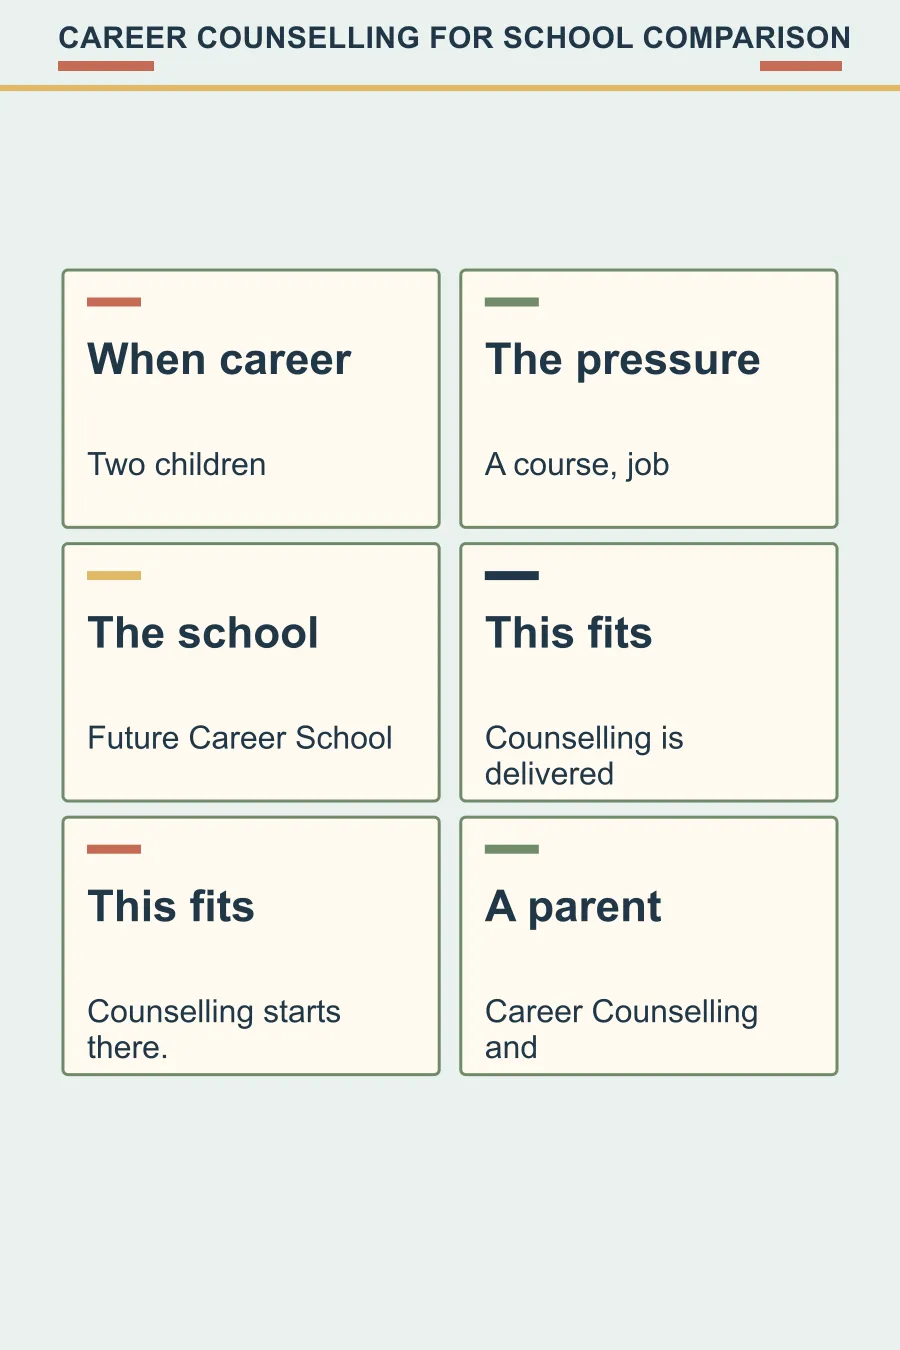 CAREER COUNSELLING FOR SCHOOL COMPARISON
When career
Two children
The pressure
A course, job
The school
Future Career School
This fits
Counselling is
delivered
This fits
Counselling starts
there.
A parent
Career Counselling
and